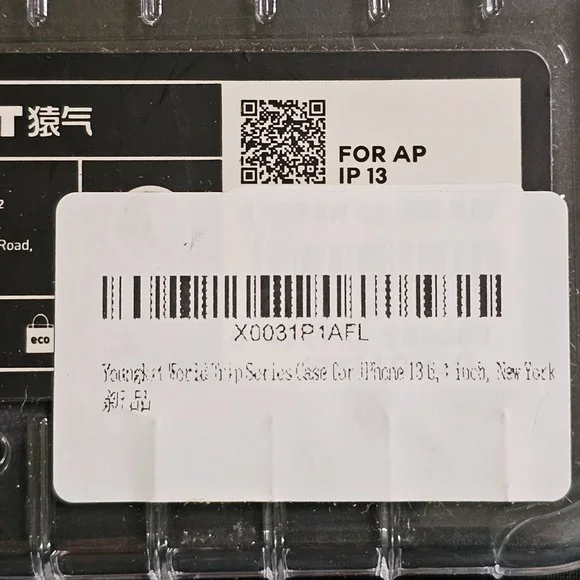 T猿气
FOR AP
IP 13
Road,
eco
X0031P1AFL
Youngkit World Trip Series Case for iPhone 13 6.1 inch, New York
新品